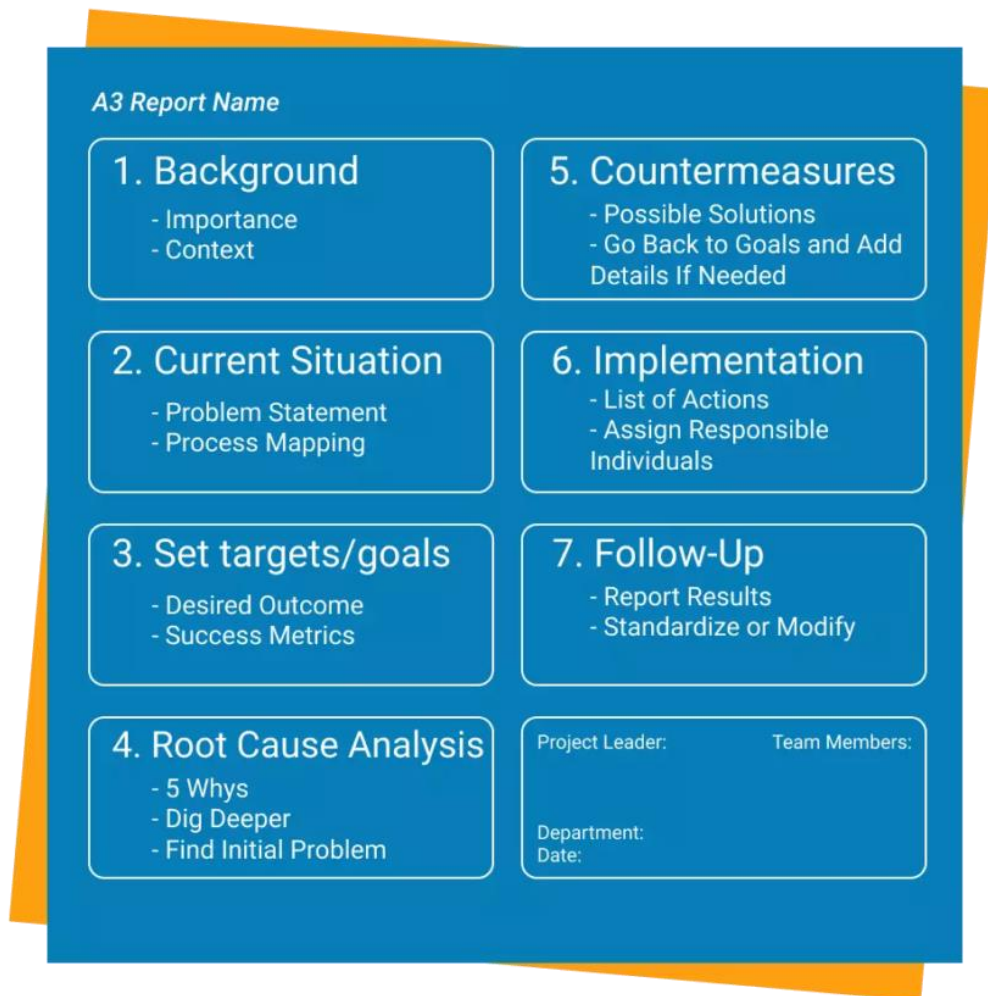 A3 Report Name
1. Background
- Importance
- Context
2. Current Situation
- Problem Statement
- Process Mapping
3. Set targets/goals
- Desired Outcome
- Success Metrics
4. Root Cause Analysis
- 5 Whys
- Dig Deeper
- Find Initial Problem
5. Countermeasures
- Possible Solutions
- Go Back to Goals and Add
Details If Needed
6. Implementation
- List of Actions
- Assign Responsible
Individuals
7. Follow-Up
- Report Results
- Standardize or Modify
Project Leader: Team Members:
Department:
Date: